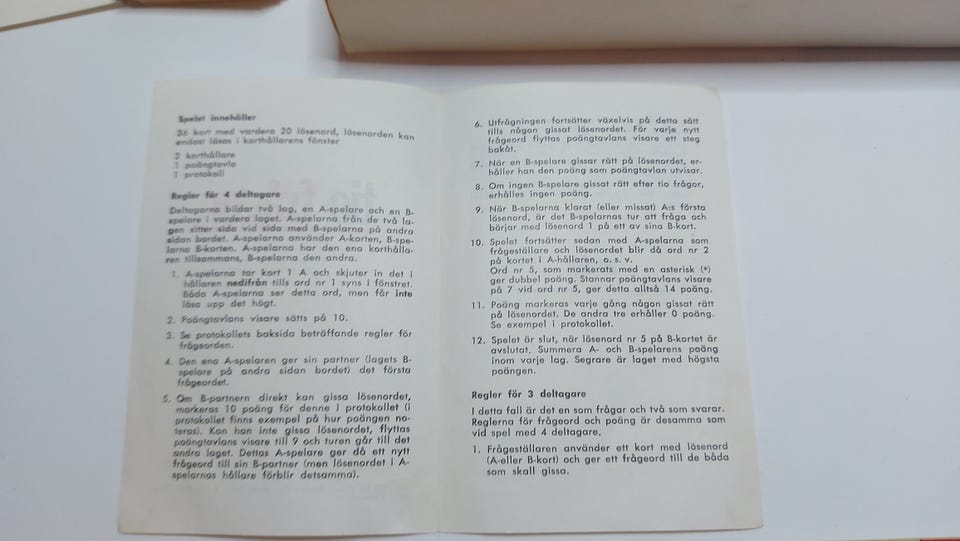 Spelet innehåller
36 kort med vardera 20 lösenord, lösenorden kan
endast läsas i korthållarens fönster
2 korthållare
1 poängtavla
1 protokoll
Regler för 4 deltagare
Deltagarna bildar två lag, en A-spelare och en B-
spelare i vardera laget. A-spelarna från de två la-
gen sitter sida vid sida med B-spelarna på andra
sidan bordet. A-spelarna använder A-korten, B-spe-
larna B-korten. A-spelarna har den ena korthålla-
ren tillsammans, B-spelarna den andra.
1. A-spelarna tar kort 1 A och skjuter in det i
hållaren nedifrån tills ord nr 1 syns i fönstret.
Båda A-spelarna ser detta ord, men får inte
läsa upp det högt.
2. Poängtavlans visare sätts på 10.
3. Se protokollets baksida beträffande regler för
frågeorden.
4. Den ena A-spelaren ger sin partner (lagets B-
spelare på andra sidan bordet) det första
frågeordet.
5. Om B-partnern direkt kan gissa lösenordet,
markeras 10 poäng för denne i protokollet (i
protokollet finns exempel på hur poängen no-
teras). Kan han inte gissa lösenordet, flyttas
poängtavlans visare till 9 och turen går till det
andra laget. Dettas A-spelare ger då ett nytt
frågeord till sin B-partner (men lösenordet i A-
spelarnas hållare förblir detsamma).
6. Utfrågningen fortsätter växelvis på detta sätt
tills någon gissat lösenordet. För varje nytt
frågeord flyttas poängtavlans visare ett steg
bakåt.
7. När en B-spelare gissar rätt på lösenordet, er-
håller han den poäng som poängtavlan utvisar.
8. Om ingen B-spelare gissat rätt efter tio frågor,
erhålles ingen poäng.
9. När B-spelarna klarat (eller missat) A:s första
lösenord, är det B-spelarnas tur att fråga och
börjar med lösenord 1 på ett av sina B-kort.
10. Spelet fortsätter sedan med A-spelarna som
frågeställare och lösenordet blir då ord nr 2
på kortet i A-hållaren, o. s. v.
Ord nr 5, som markerats med en asterisk (*)
ger dubbel poäng. Stannar poängtavlans visare
på 7 vid ord nr 5, ger detta alltså 14 poäng.
11. Poäng markeras varje gång någon gissat rätt
på lösenordet. De andra tre erhåller 0 poäng.
Se exempel i protokollet.
12. Spelet är slut, när lösenord nr 5 på B-kortet är
avslutat. Summera A- och B-spelarens poäng
inom varje lag. Segrare är laget med högsta
poängen.
Regler för 3 deltagare
I detta fall är det en som frågar och två som svarar.
Reglerna för frågeord och poäng är desamma som
vid spel med 4 deltagare.
1. Frågeställaren använder ett kort med lösenord
(A-eller B-kort) och ger ett frågeord till de båda
som skall gissa.